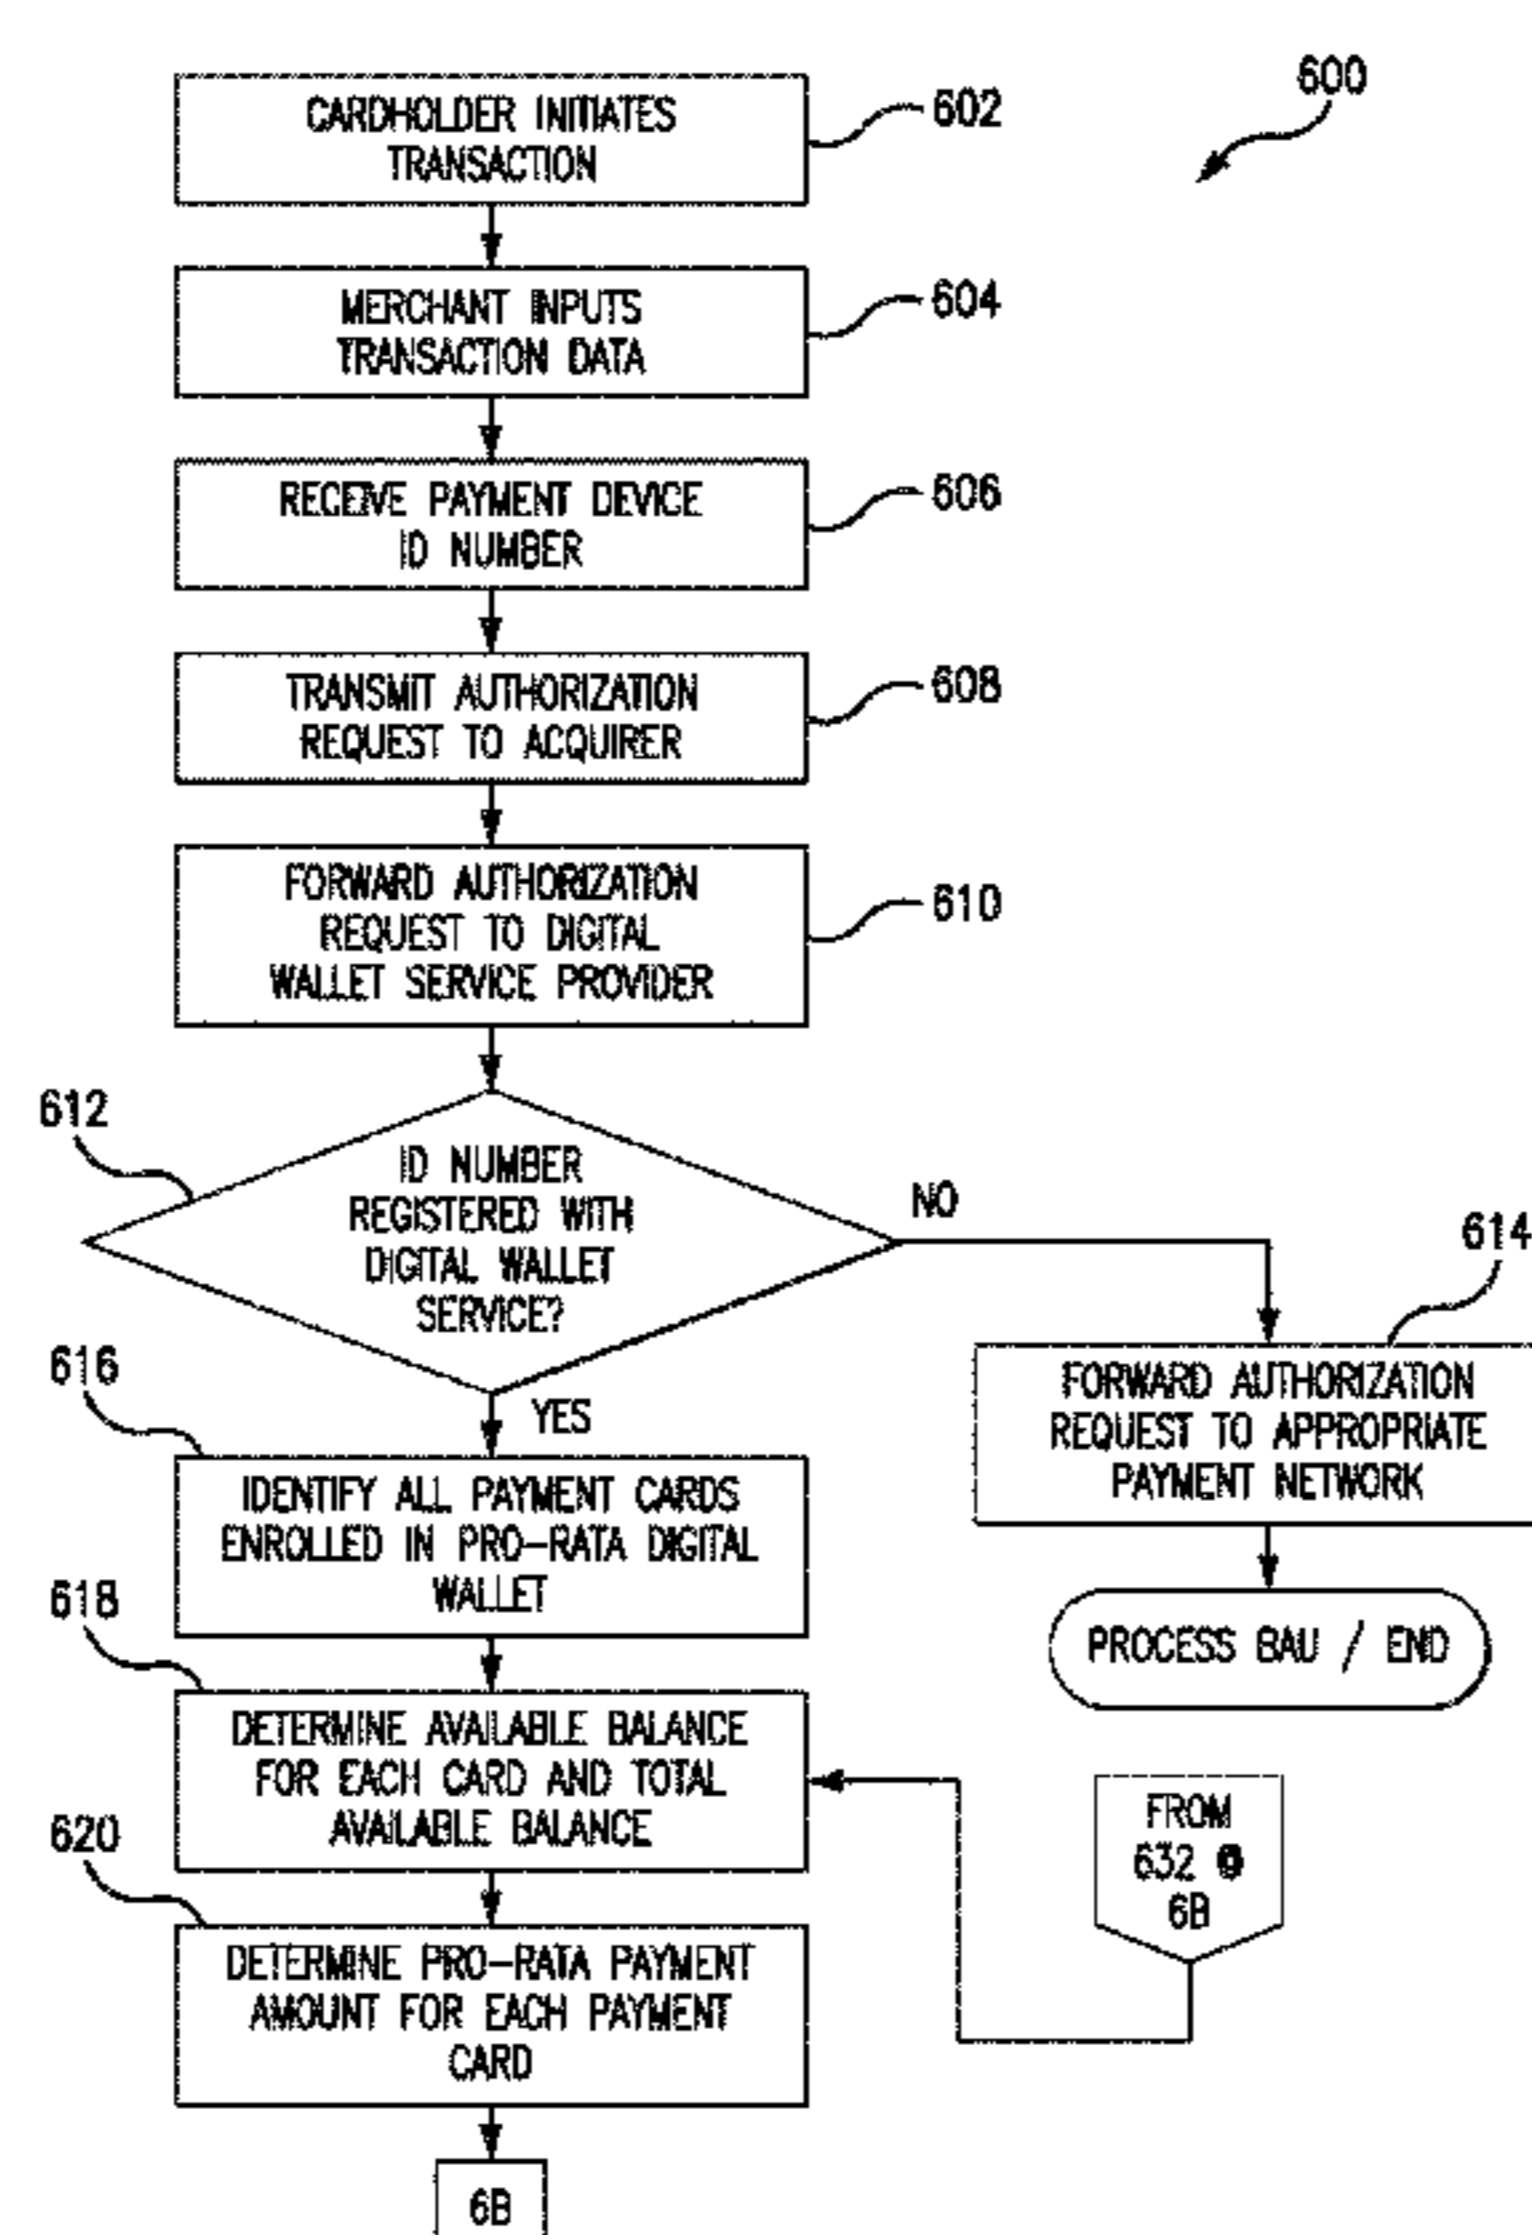 600
CARDHOLDER INITIATES
TRANSACTION
602
MERCHANT INPUTS
TRANSACTION DATA
604
RECEIVE PAYMENT DEVICE
ID NUMBER
606
TRANSMIT AUTHORIZATION
REQUEST TO ACQUIRER
608
FORWARD AUTHORIZATION
REQUEST TO DIGITAL
WALLET SERVICE PROVIDER
610
612
ID NUMBER
REGISTERED WITH
DIGITAL WALLET
SERVICE?
NO
614
FORWARD AUTHORIZATION
REQUEST TO APPROPRIATE
PAYMENT NETWORK
PROCESS BAU / END
YES
616
IDENTIFY ALL PAYMENT CARDS
ENROLLED IN PRO-RATA DIGITAL
WALLET
618
DETERMINE AVAILABLE BALANCE
FOR EACH CARD AND TOTAL
AVAILABLE BALANCE
FROM
632 @
6B
620
DETERMINE PRO-RATA PAYMENT
AMOUNT FOR EACH PAYMENT
CARD
6B